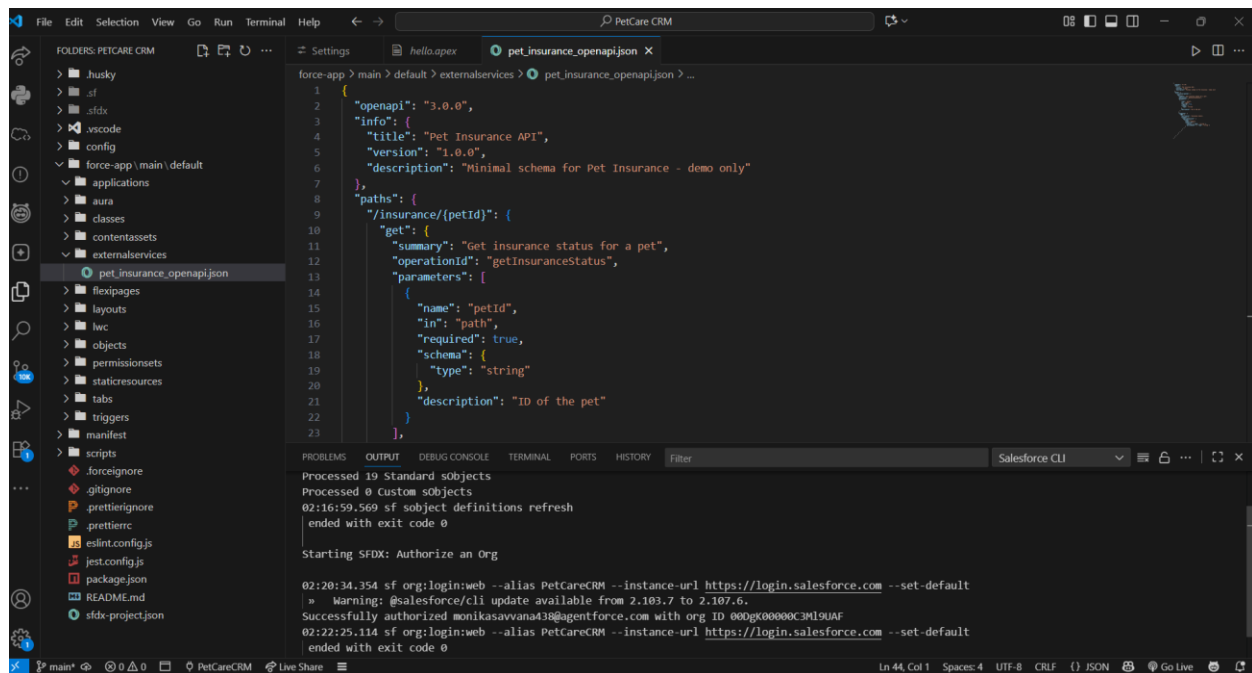 File Edit Selection View Go Run Terminal Help
PetCare CRM
FOLDERS: PETCARE CRM
.husky
.sf
.sfdx
.vscode
config
force-app\main\default
applications
aura
classes
contentassets
externalservices
pet_insurance_openapi.json
flexipages
layouts
lwc
objects
permissionsets
staticresources
tabs
triggers
manifest
scripts
.forceignore
.gitignore
.prettierignore
.prettierrc
eslint.config.js
jest.config.js
package.json
README.md
sfdx-project.json
10K
1
1
Settings hello.apex pet_insurance_openapi.json
force-app > main > default > externalservices > pet_insurance_openapi.json > ...
1 {
2 "openapi": "3.0.0",
3 "info": {
4 "title": "Pet Insurance API",
5 "version": "1.0.0",
6 "description": "Minimal schema for Pet Insurance - demo only"
7 },
8 "paths": {
9 "/insurance/{petId}": {
10 "get": {
11 "summary": "Get insurance status for a pet",
12 "operationId": "getInsuranceStatus",
13 "parameters": [
14 {
15 "name": "petId",
16 "in": "path",
17 "required": true,
18 "schema": {
19 "type": "string"
20 },
21 "description": "ID of the pet"
22 }
23 ],
PROBLEMS OUTPUT DEBUG CONSOLE TERMINAL PORTS HISTORY Filter Salesforce CLI
Processed 19 Standard sObjects
Processed 0 Custom sObjects
02:16:59.569 sf sobject definitions refresh
ended with exit code 0
Starting SFDX: Authorize an Org
02:20:34.354 sf org:login:web --alias PetCareCRM --instance-url https://login.salesforce.com --set-default
» Warning: @salesforce/cli update available from 2.103.7 to 2.107.6.
Successfully authorized monikasavvana438@agentforce.com with org ID 00DgK00000C3Ml9UAF
02:22:25.114 sf org:login:web --alias PetCareCRM --instance-url https://login.salesforce.com --set-default
ended with exit code 0
main* 0 0 PetCareCRM Live Share Ln 44, Col 1 Spaces: 4 UTF-8 CRLF {} JSON Go Live